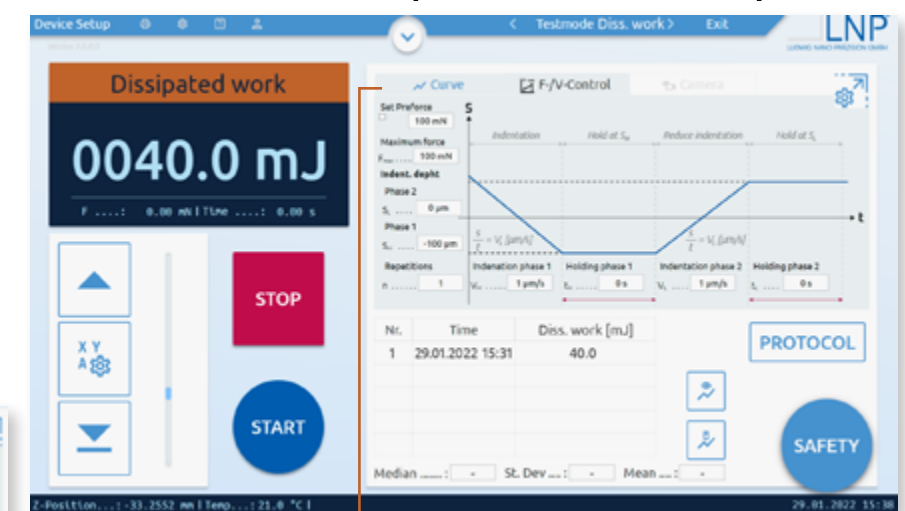 Device Setup
< Testmode Diss. work >
Exit
LNP
LUDWIG NANO PRÄZISION GMBH
Dissipated work
0040.0 mJ
F ....: 0.00 mN | Time ....: 0.00 s
STOP
X Y
A
START
Curve
F-/V-Control
Camera
Set Preforce
100 mN
Maximum force
100 mN
Indent. depht
Phase 2
0 µm
Phase 1
-100 µm
Repetitions
n ....... 1
S
Indentation
Hold at
Reduce indentation
Hold at
t
Indenation phase 1
1 µm/s
Holding phase 1
0 s
Indentation phase 2
1 µm/s
Holding phase 2
0 s
Nr. Time Diss. work [mJ]
1 29.01.2022 15:31 40.0
PROTOCOL
SAFETY
Median ......: - St. Dev ...: - Mean ...: -
Z-Position...:-33.2552 mm | Temp...: 21.0 °C |
29.01.2022 15:38